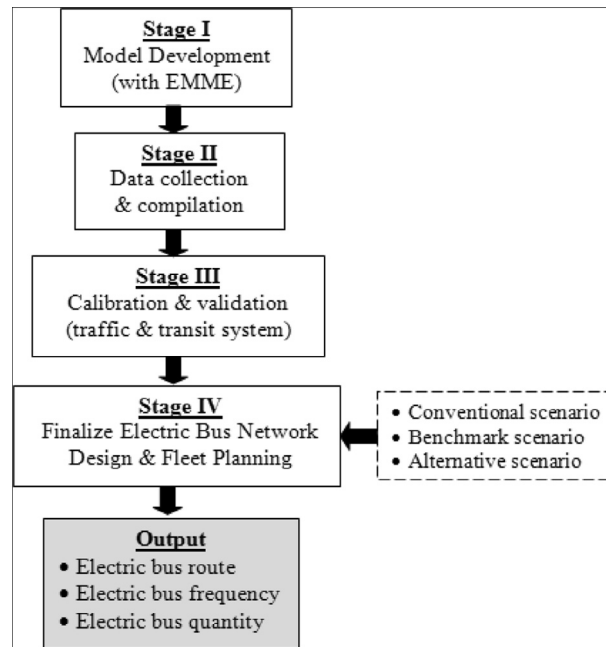 Stage I
Model Development
(with EMME)
Stage II
Data collection
& compilation
Stage III
Calibration & validation
(traffic & transit system)
Stage IV
Finalize Electric Bus Network
Design & Fleet Planning
• Conventional scenario
• Benchmark scenario
• Alternative scenario
Output
• Electric bus route
• Electric bus frequency
• Electric bus quantity